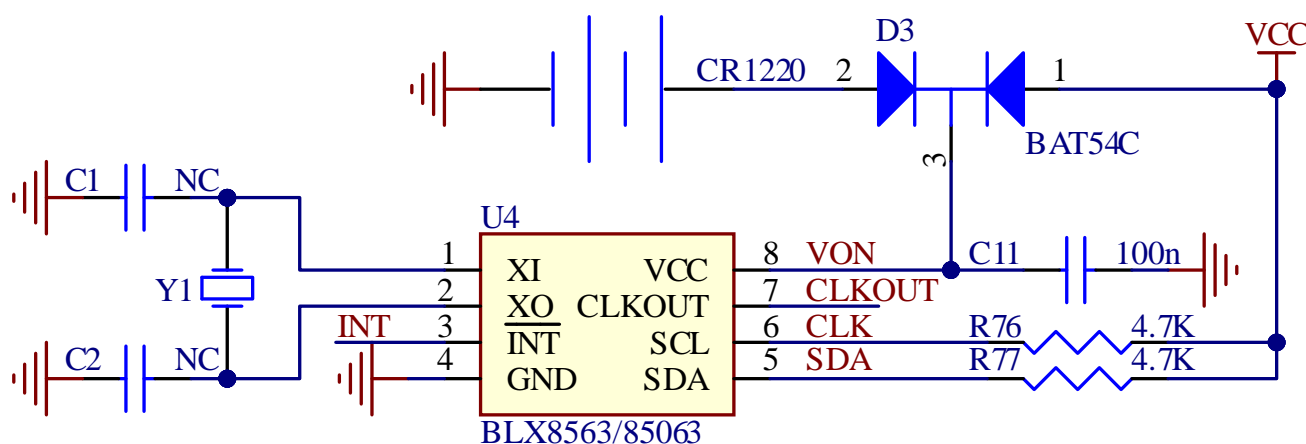 D3
VCC
CR1220 2 1
BAT54C
3
C1 NC
U4
1 XI VCC 8 VON C11 100n
Y1
2 XO CLKOUT 7 CLKOUT
INT 3 INT SCL 6 CLK R76 4.7K
C2 NC 4 GND SDA 5 SDA R77 4.7K
BLX8563/85063